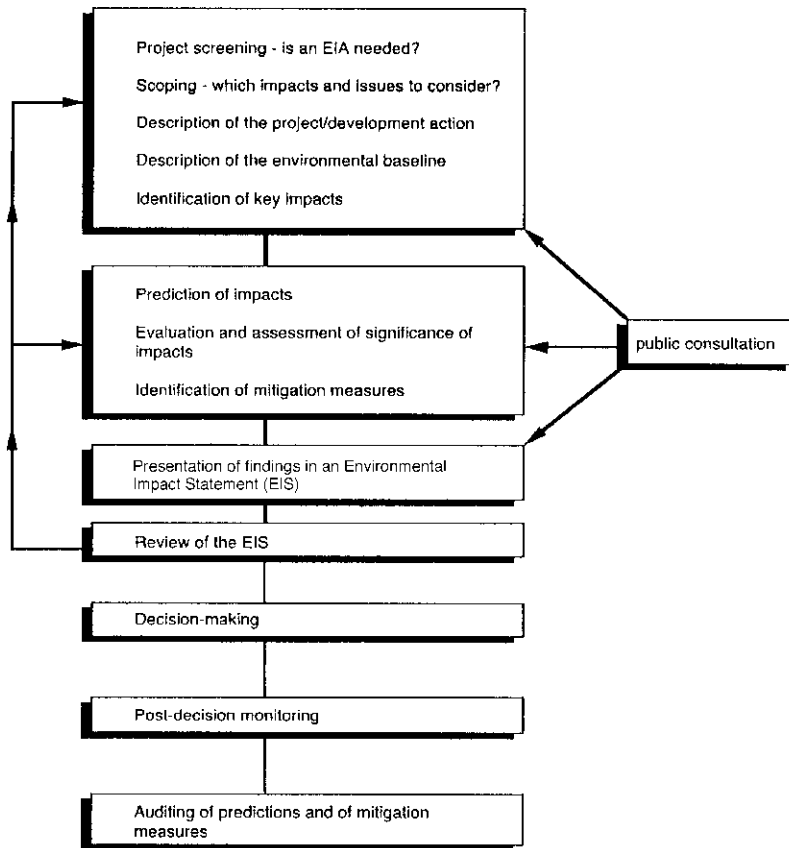 Project screening - is an EIA needed?
Scoping - which impacts and issues to consider?
Description of the project/development action
Description of the environmental baseline
Identification of key impacts
Prediction of impacts
Evaluation and assessment of significance of
impacts
Identification of mitigation measures
public consultation
Presentation of findings in an Environmental
Impact Statement (EIS)
Review of the EIS
Decision-making
Post-decision monitoring
Auditing of predictions and of mitigation
measures